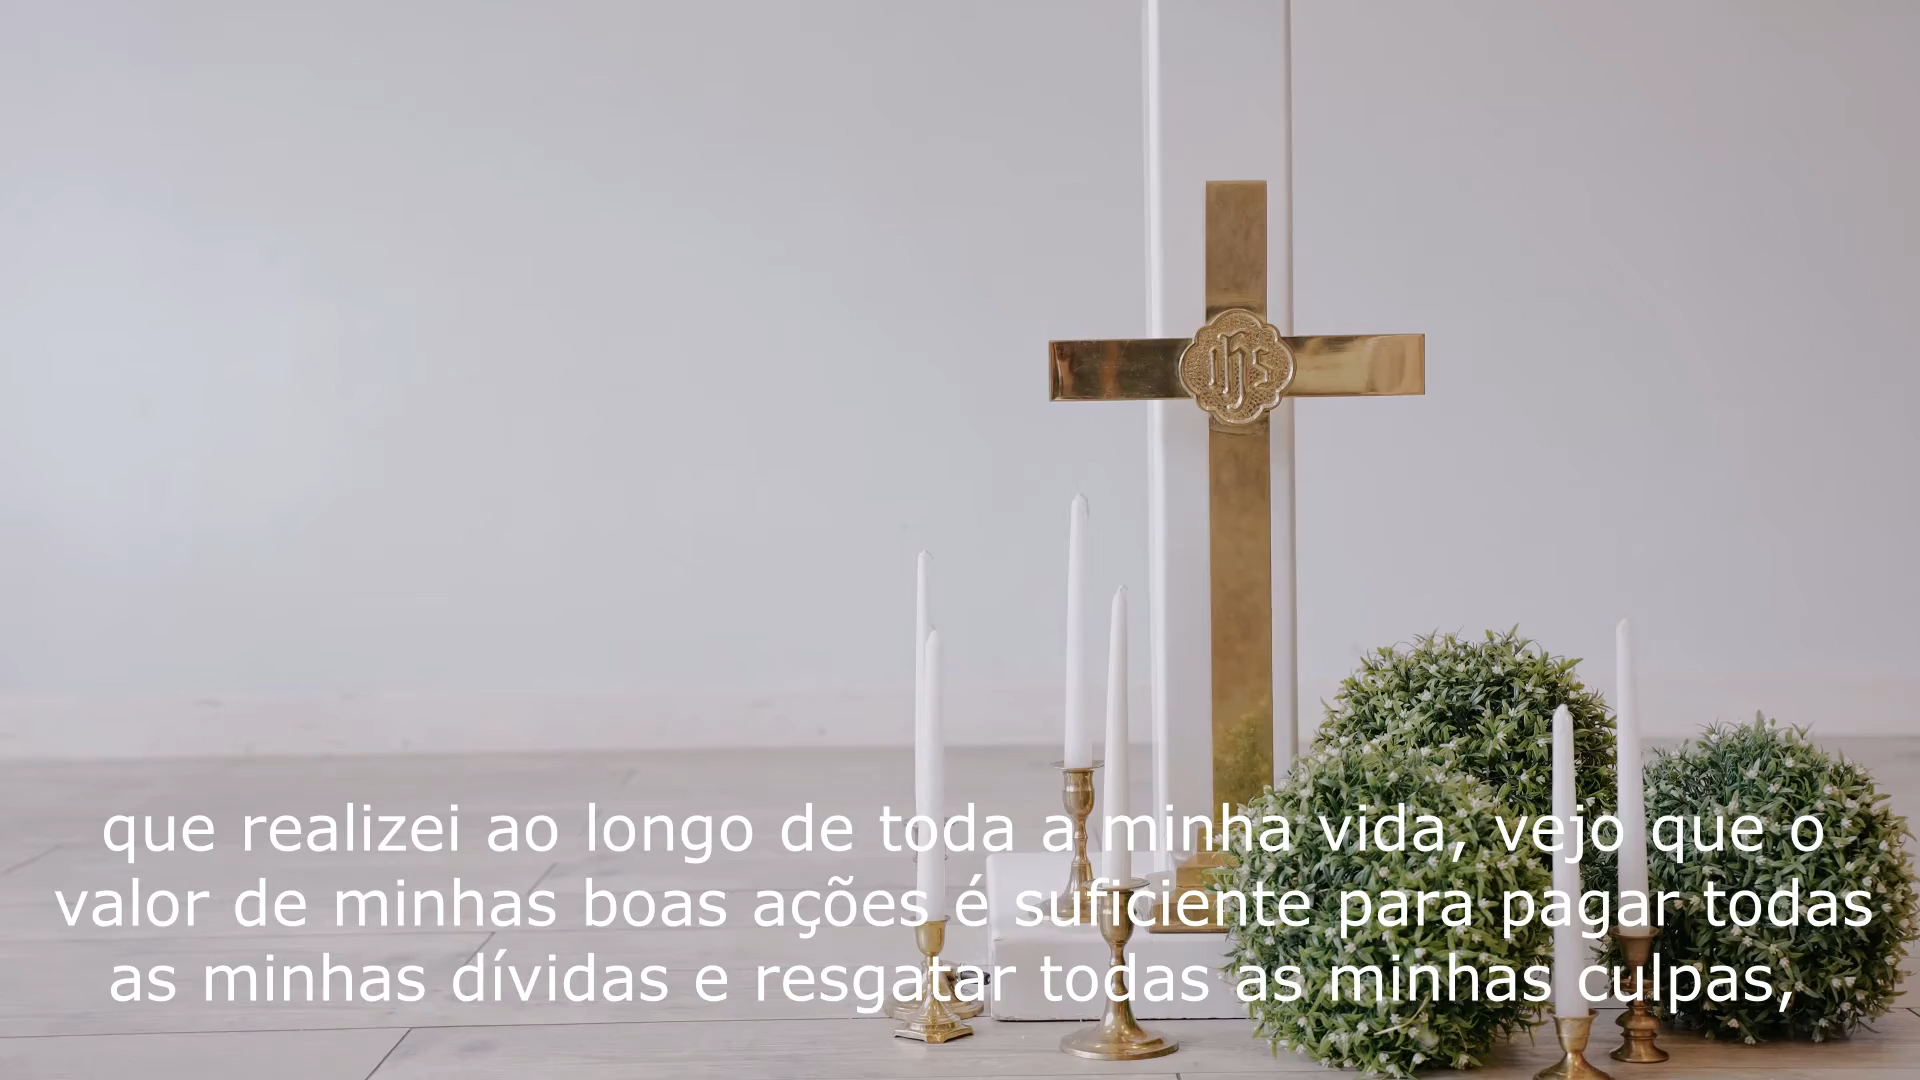 ihs
que realizei ao longo de toda a minha vida, vejo que o
valor de minhas boas ações é suficiente para pagar todas
as minhas dívidas e resgatar todas as minhas culpas,